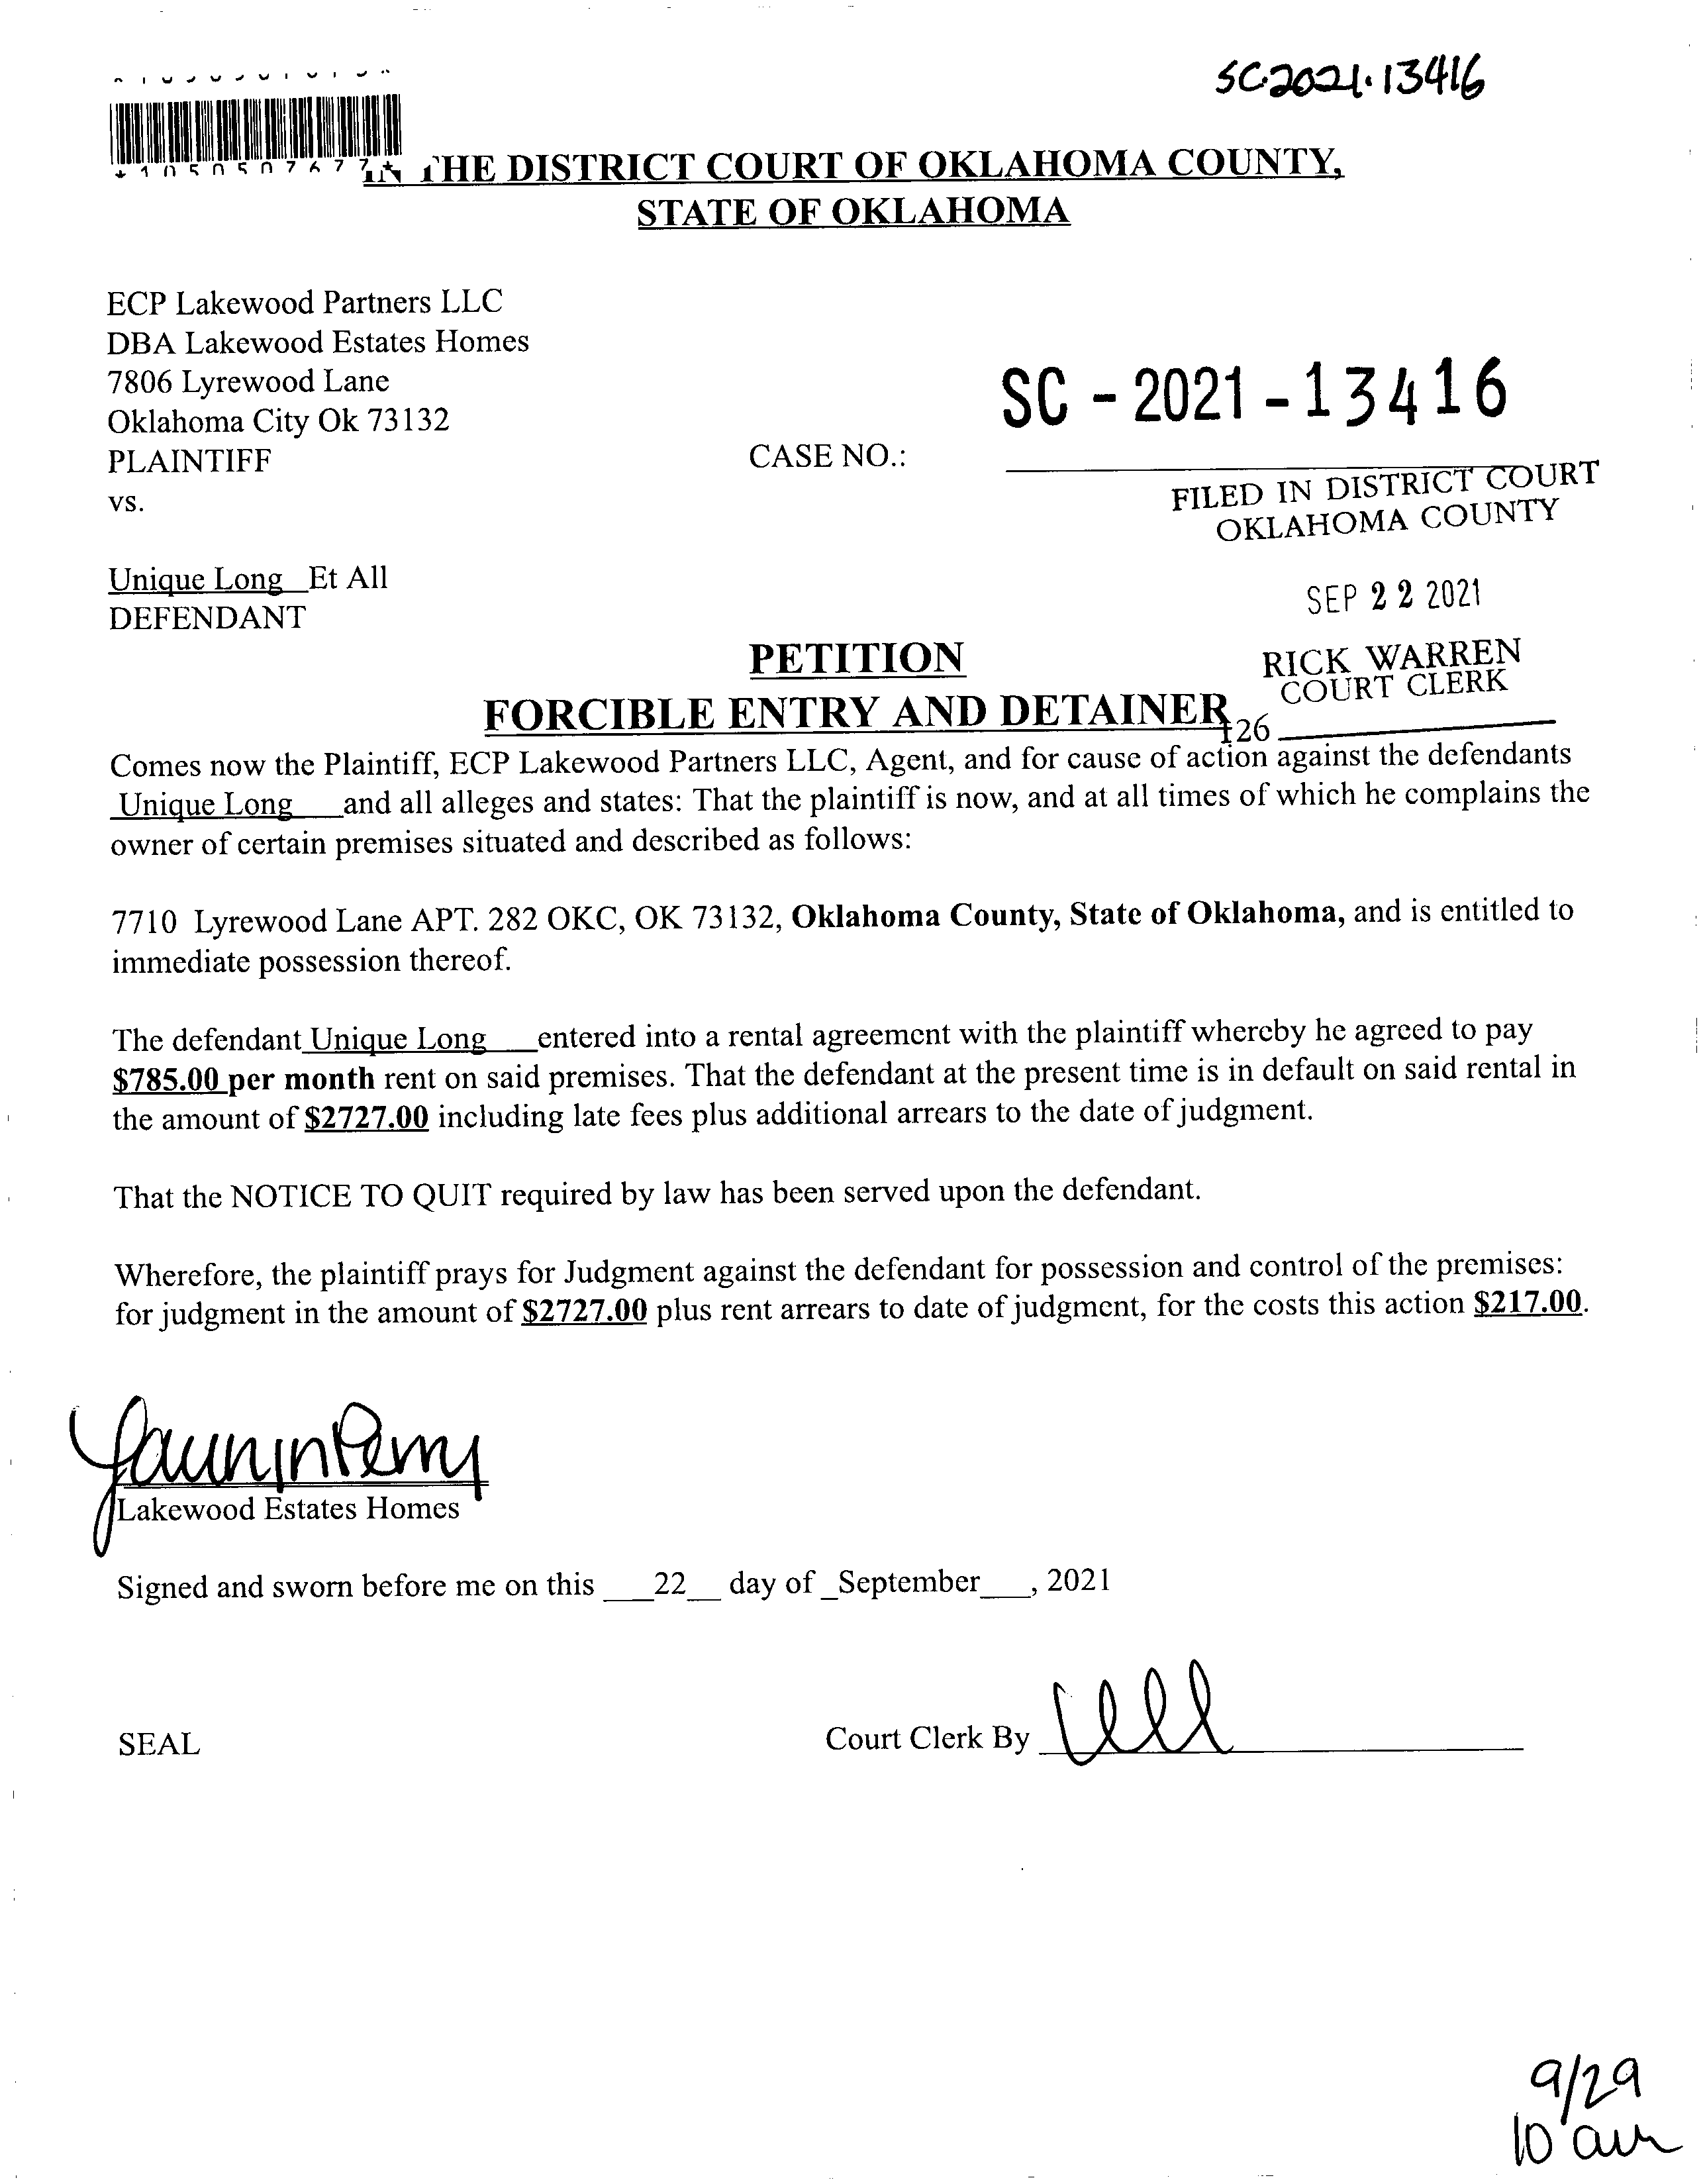 SC-2021-13416
IN THE DISTRICT COURT OF OKLAHOMA COUNTY,
STATE OF OKLAHOMA
ECP Lakewood Partners LLC
DBA Lakewood Estates Homes
7806 Lyrewood Lane
Oklahoma City Ok 73132
PLAINTIFF
vs.
SC - 2021 - 13416
CASE NO.:
FILED IN DISTRICT COURT
OKLAHOMA COUNTY
Unique Long Et All
DEFENDANT
SEP 22 2021
RICK WARREN
COURT CLERK
126
PETITION
FORCIBLE ENTRY AND DETAINER
Comes now the Plaintiff, ECP Lakewood Partners LLC, Agent, and for cause of action against the defendants
Unique Long and all alleges and states: That the plaintiff is now, and at all times of which he complains the
owner of certain premises situated and described as follows:
7710 Lyrewood Lane APT. 282 OKC, OK 73132, Oklahoma County, State of Oklahoma, and is entitled to
immediate possession thereof.
The defendant Unique Long entered into a rental agreement with the plaintiff whereby he agreed to pay
$785.00 per month rent on said premises. That the defendant at the present time is in default on said rental in
the amount of $2727.00 including late fees plus additional arrears to the date of judgment.
That the NOTICE TO QUIT required by law has been served upon the defendant.
Wherefore, the plaintiff prays for Judgment against the defendant for possession and control of the premises:
for judgment in the amount of $2727.00 plus rent arrears to date of judgment, for the costs this action $217.00.
Lakewood Estates Homes
Signed and sworn before me on this 22 day of September, 2021
SEAL
Court Clerk By
9/29
10 am